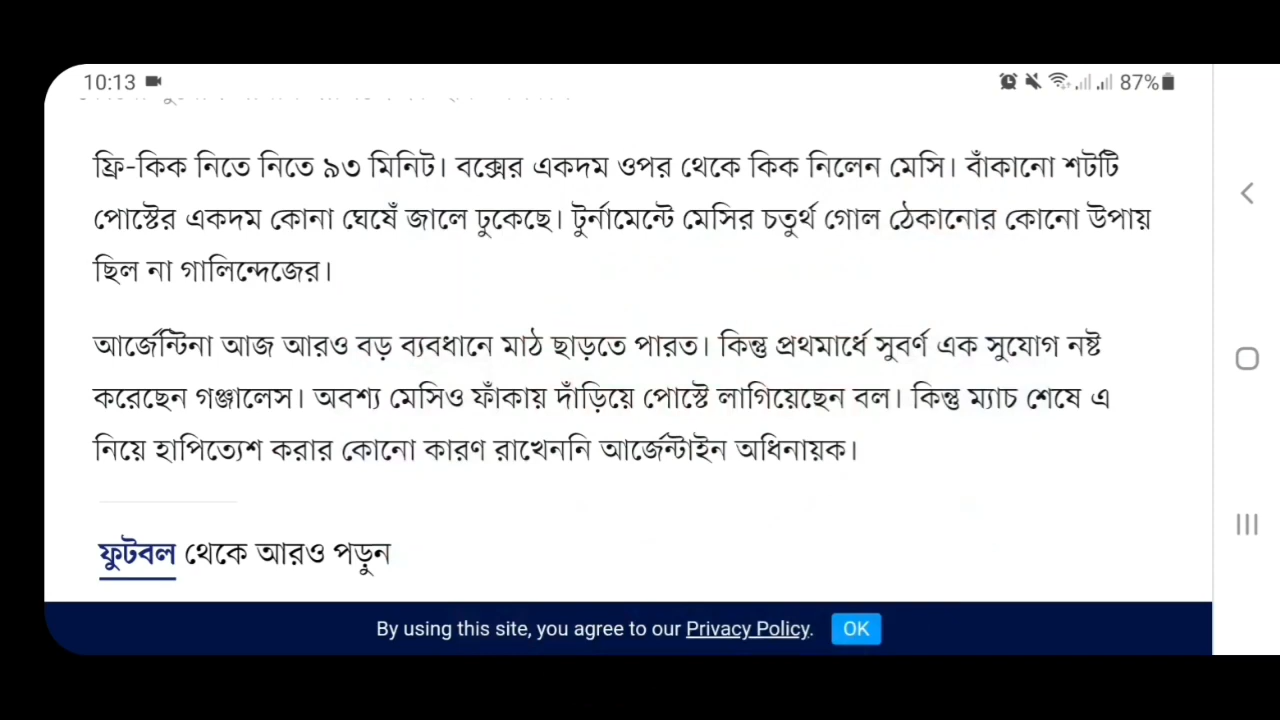 10:13
87%
ফ্রি-কিক নিতে নিতে ৯৩ মিনিট। বক্সের একদম ওপর থেকে কিক নিলেন মেসি। বাঁকানো শটটি
পোস্টের একদম কোনা ঘেষেঁ জালে ঢুকেছে। টুর্নামেন্টে মেসির চতুর্থ গোল ঠেকানোর কোনো উপায়
ছিল না গালিন্দেজের।
আর্জেন্টিনা আজ আরও বড় ব্যবধানে মাঠ ছাড়তে পারত। কিন্তু প্রথমার্ধে সুবর্ণ এক সুযোগ নষ্ট
করেছেন গঞ্জালেস। অবশ্য মেসিও ফাঁকায় দাঁড়িয়ে পোস্টে লাগিয়েছেন বল। কিন্তু ম্যাচ শেষে এ
নিয়ে হাপিত্যেশ করার কোনো কারণ রাখেননি আর্জেন্টাইন অধিনায়ক।
ফুটবল থেকে আরও পড়ুন
By using this site, you agree to our Privacy Policy. OK